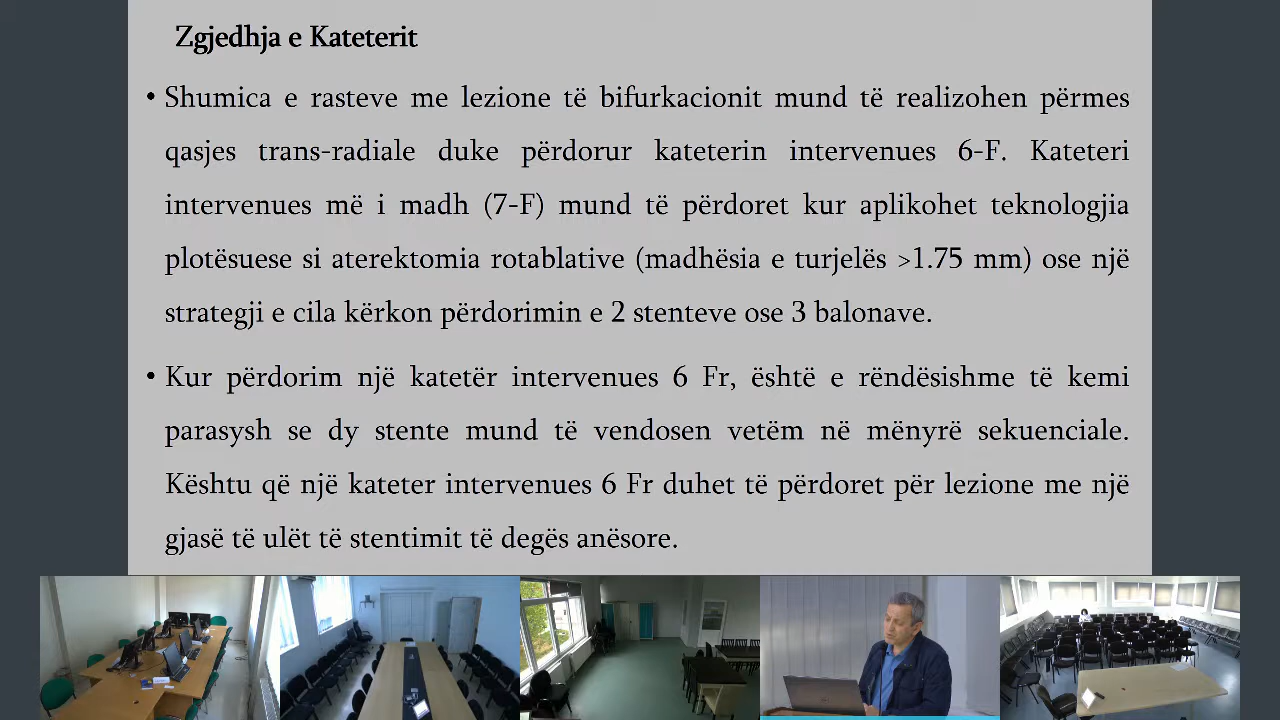 Zgjedhja e Kateterit
• Shumica e rasteve me lezione të bifurkacionit mund të realizohen përmes
qasjes trans-radiale duke përdorur kateterin intervenues 6-F. Kateteri
intervenues më i madh (7-F) mund të përdoret kur aplikohet teknologjia
plotësuese si aterektomia rotablative (madhësia e turjelës >1.75 mm) ose një
strategji e cila kërkon përdorimin e 2 stenteve ose 3 balonave.
• Kur përdorim një katetër intervenues 6 Fr, është e rëndësishme të kemi
parasysh se dy stente mund të vendosen vetëm në mënyrë sekuenciale.
Kështu që një kateter intervenues 6 Fr duhet të përdoret për lezione me një
gjasë të ulët të stentimit të degës anësore.